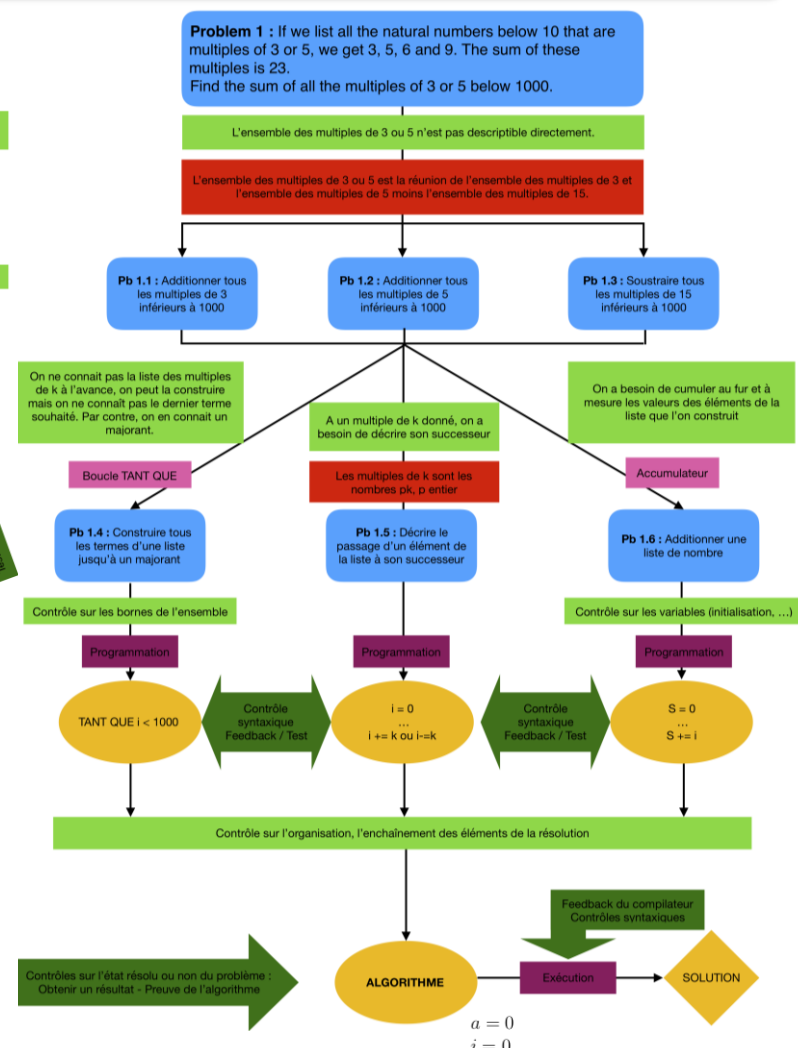 Problem 1 : If we list all the natural numbers below 10 that are
multiples of 3 or 5, we get 3, 5, 6 and 9. The sum of these
multiples is 23.
Find the sum of all the multiples of 3 or 5 below 1000.
L'ensemble des multiples de 3 ou 5 n'est pas descriptible directement.
L'ensemble des multiples de 3 ou 5 est la réunion de l'ensemble des multiples de 3 et
l'ensemble des multiples de 5 moins l'ensemble des multiples de 15.
Pb 1.1 : Additionner tous
les multiples de 3
inférieurs à 1000
Pb 1.2 : Additionner tous
les multiples de 5
inférieurs à 1000
Pb 1.3 : Soustraire tous
les multiples de 15
inférieurs à 1000
On ne connait pas la liste des multiples
de k à l'avance, on peut la construire
mais on ne connaît pas le dernier terme
souhaité. Par contre, on en connait un
majorant.
A un multiple de k donné, on a
besoin de décrire son successeur
On a besoin de cumuler au fur et à
mesure les valeurs des éléments de la
liste que l'on construit
Boucle TANT QUE
Les multiples de k sont les
nombres pk, p entier
Accumulateur
Pb 1.4 : Construire tous
les termes d'une liste
jusqu'à un majorant
Pb 1.5 : Décrire le
passage d'un élément de
la liste à son successeur
Pb 1.6 : Additionner une
liste de nombre
Contrôle sur les bornes de l'ensemble
Contrôle sur les variables (initialisation, ...)
Programmation
Programmation
Programmation
TANT QUE i < 1000
Contrôle
syntaxique
Feedback / Test
i = 0
...
i += k ou i-=k
Contrôle
syntaxique
Feedback / Test
S = 0
...
S += i
Contrôle sur l'organisation, l'enchaînement des éléments de la résolution
Feedback du compilateur
Contrôles syntaxiques
Contrôles sur l'état résolu ou non du problème :
Obtenir un résultat - Preuve de l'algorithme
ALGORITHME
Exécution
SOLUTION
a = 0
i = 0